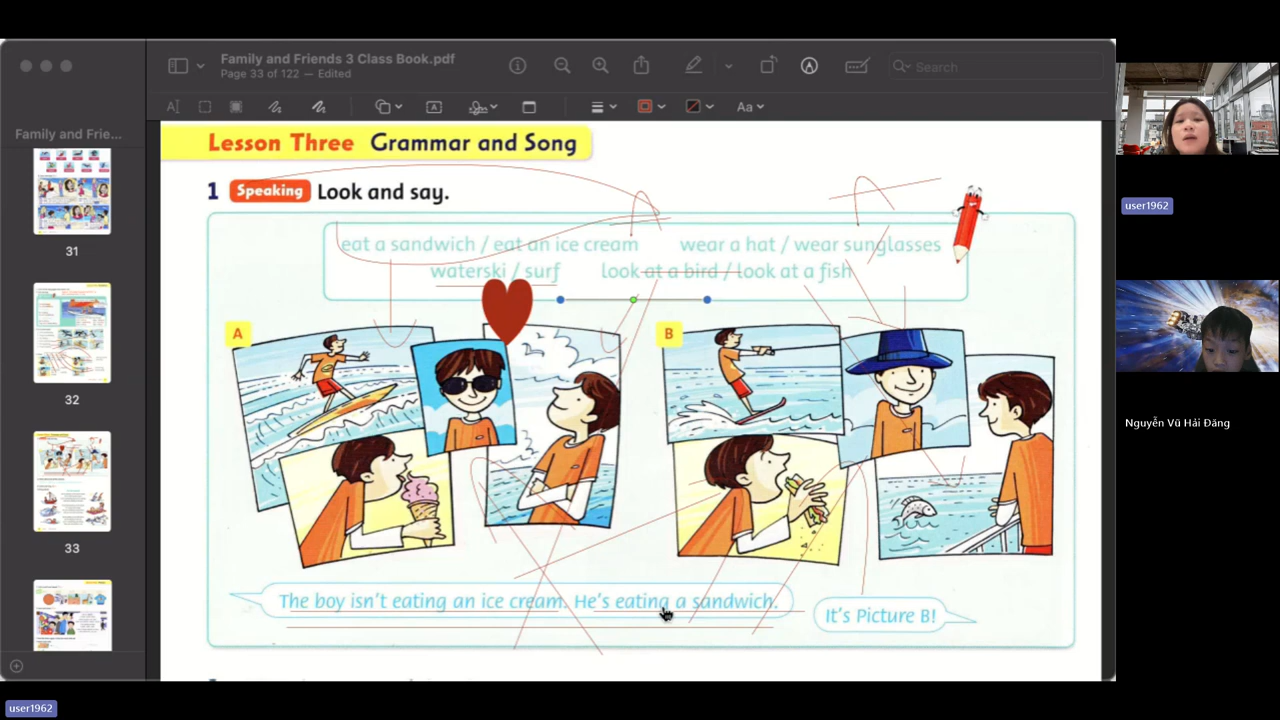 Family and Friends 3 Class Book.pdf
Page 33 of 122 — Edited
Search
Aa
Family and Frie...
31
32
33
Lesson Three Grammar and Song
1 Speaking Look and say.
eat a sandwich / eat an ice cream wear a hat / wear sunglasses
waterski / surf look at a bird / look at a fish
A
B
The boy isn't eating an ice cream. He's eating a sandwich.
It's Picture B!
user1962
Nguyễn Vũ Hải Đăng
user1962